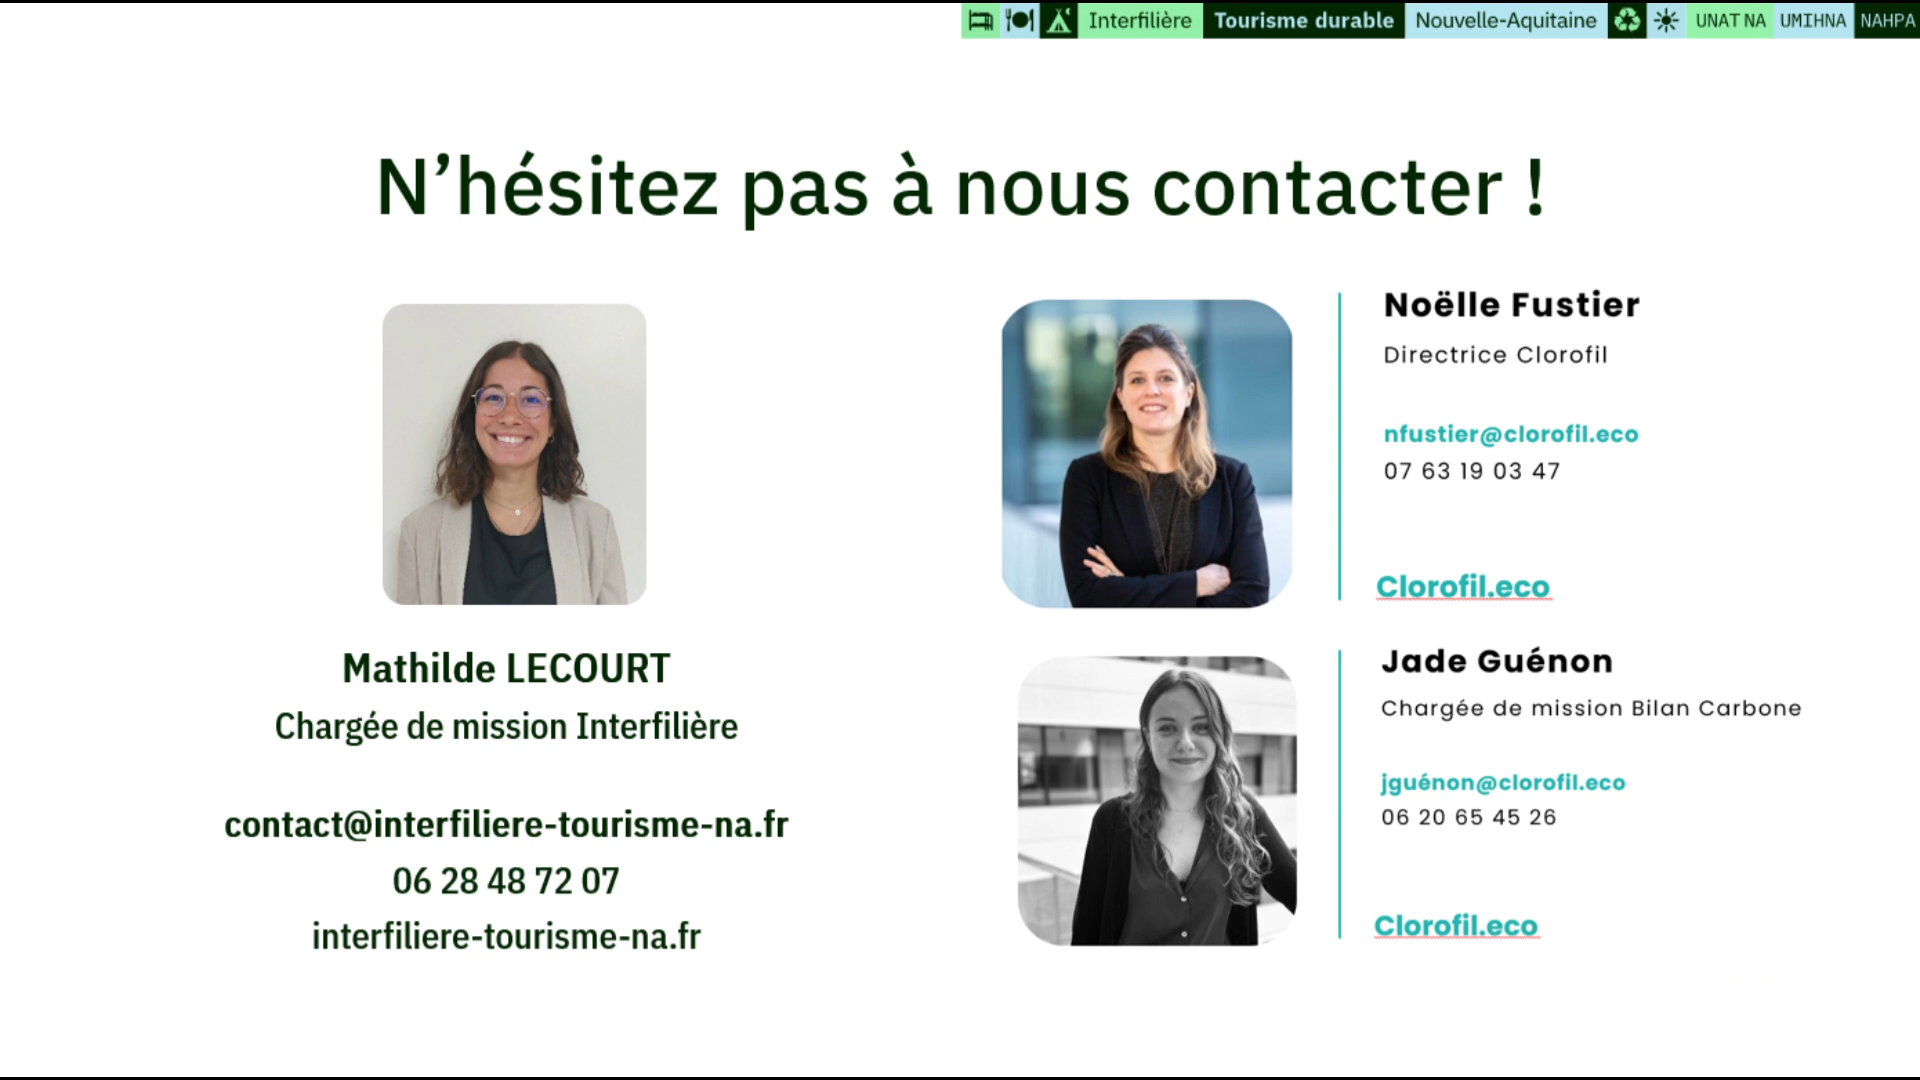 Interfilière Tourisme durable Nouvelle-Aquitaine UNAT NA UMIHNA NAHPA
N’hésitez pas à nous contacter !
Mathilde LECOURT
Chargée de mission Interfilière
contact@interfiliere-tourisme-na.fr
06 28 48 72 07
interfiliere-tourisme-na.fr
Noëlle Fustier
Directrice Clorofil
nfustier@clorofil.eco
07 63 19 03 47
Clorofil.eco
Jade Guénon
Chargée de mission Bilan Carbone
jguénon@clorofil.eco
06 20 65 45 26
Clorofil.eco